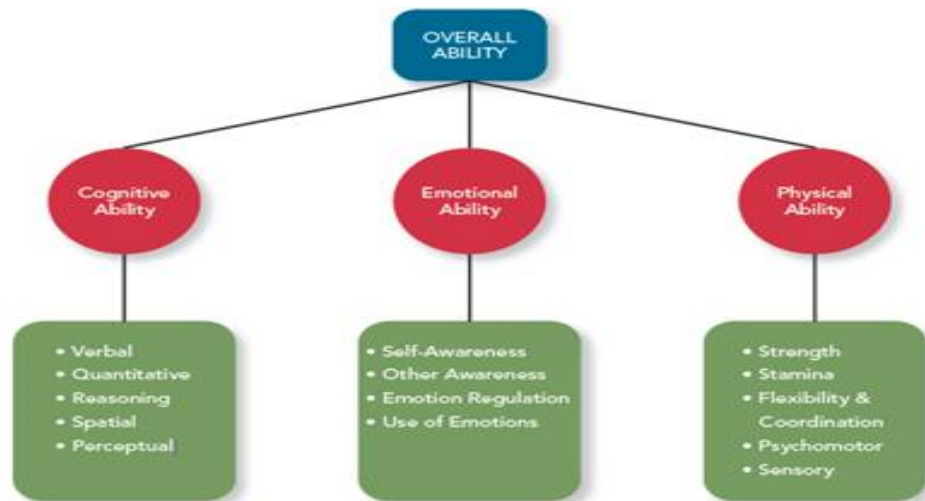 OVERALL
ABILITY
Cognitive
Ability
Emotional
Ability
Physical
Ability
• Verbal
• Quantitative
• Reasoning
• Spatial
• Perceptual
• Self-Awareness
• Other Awareness
• Emotion Regulation
• Use of Emotions
• Strength
• Stamina
• Flexibility &
Coordination
• Psychomotor
• Sensory